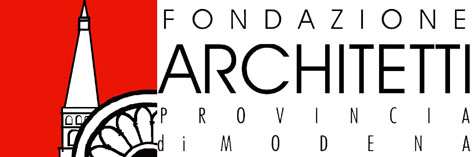 FONDAZIONE
ARCHITETTI
PROVINCIA
di MODENA